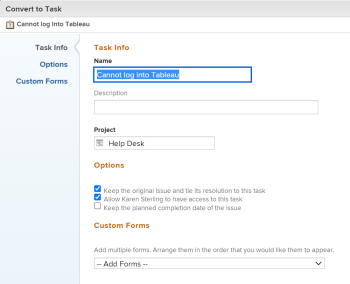 Convert to Task
Cannot log into Tableau
Task Info
Options
Custom Forms
Task Info
Name
Cannot log into Tableau
Description
Project
Help Desk
Options
Keep the original issue and tie its resolution to this task
Allow Karen Sterling to have access to this task
Keep the planned completion date of the issue
Custom Forms
Add multiple forms. Arrange them in the order that you would like them to appear.
-- Add Forms --